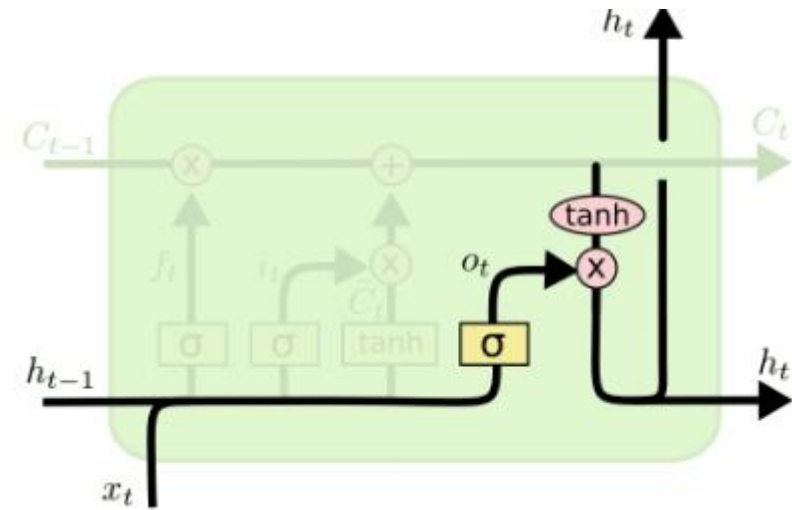 h_t
C_{t-1}
C_t
x
+
tanh
f_t
i_t
x
o_t
x
C̃_t
σ
σ
tanh
σ
h_{t-1}
h_t
x_t